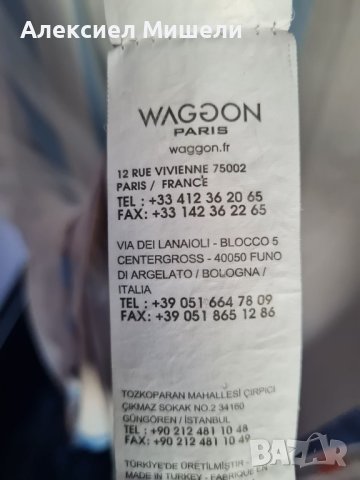 Алексиел Мишели
WAGGON
PARIS
waggon.fr
12 RUE VIVIENNE 75002
PARIS / FRANCE
TEL : +33 412 36 20 65
FAX: +33 142 36 22 65
VIA DEI LANAIOLI - BLOCCO 5
CENTERGROSS - 40050 FUNO
DI ARGELATO / BOLOGNA /
ITALIA
TEL: +39 051 664 78 09
FAX: +39 051 865 12 86
TOZKOPARAN MAHALLESİ ÇIRPICI
ÇIKMAZ SOKAK NO.2 34160
GÜNGÖREN / İSTANBUL
TEL : +90 212 481 10 48
FAX : +90 212 481 10 49
TÜRKİYE'DE ÜRETİLMİŞTİR -
MADE IN TURKEY - FABRIQUE EN
BAZAR